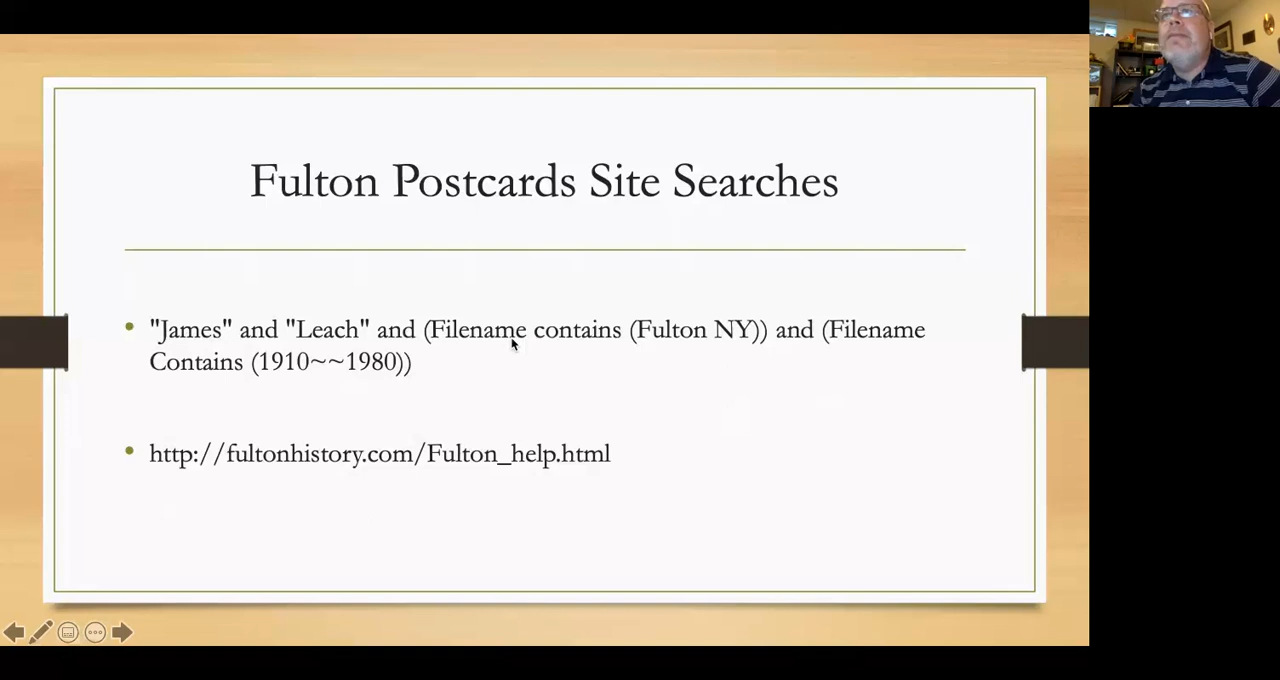 Fulton Postcards Site Searches
"James" and "Leach" and (Filename contains (Fulton NY)) and (Filename
Contains (1910~~1980))
http://fultonhistory.com/Fulton_help.html